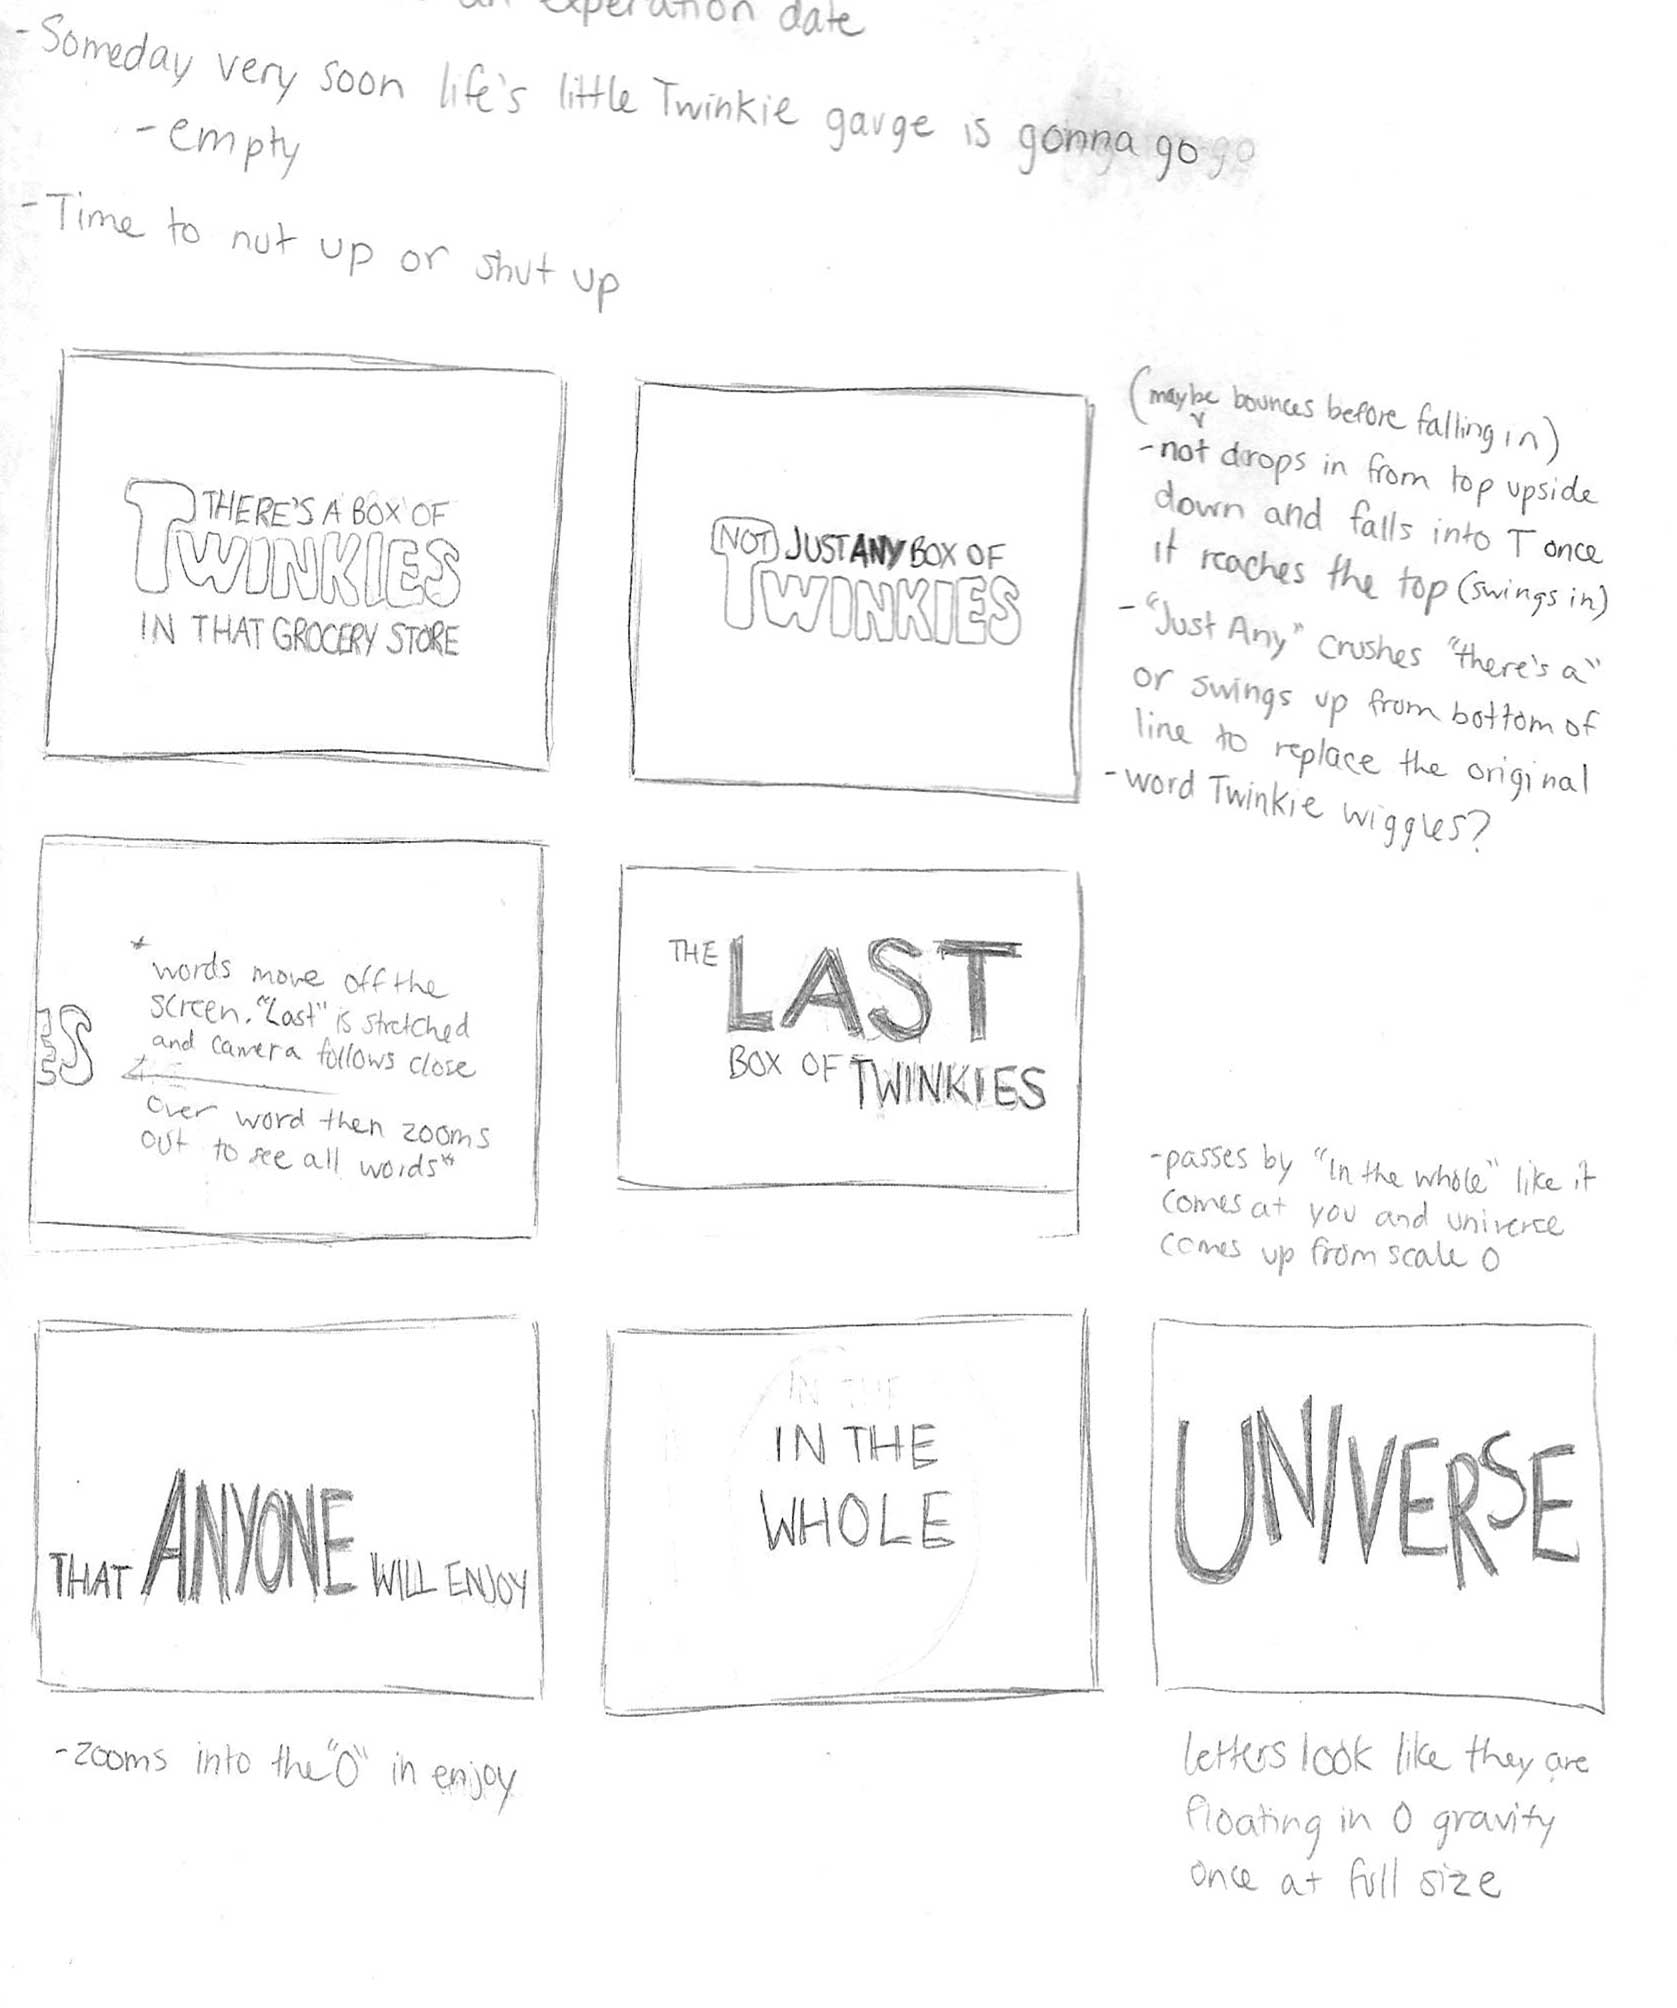 an experation date
- Someday very soon life's little Twinkie gauge is gonna go go
- empty
- Time to nut up or shut up
THERE'S A BOX OF
TWINKIES
IN THAT GROCERY STORE
NOT JUST ANY BOX OF
TWINKIES
(maybe bounces before falling in)
- not drops in from top upside
down and falls into T once
it reaches the top (swings in)
- "Just Any" crushes "there's a"
or swings up from bottom of
line to replace the original
- word Twinkie wiggles?
ES
*words move off the
screen. "Last" is stretched
and camera follows close
over word then zooms
out to see all words*
THE LAST
BOX OF TWINKIES
- passes by "In the whole" like it
comes at you and universe
comes up from scale 0
THAT ANYONE WILL ENJOY
IN THE
IN THE
WHOLE
UNIVERSE
- zooms into the "O" in enjoy
letters look like they are
floating in 0 gravity
once at full size